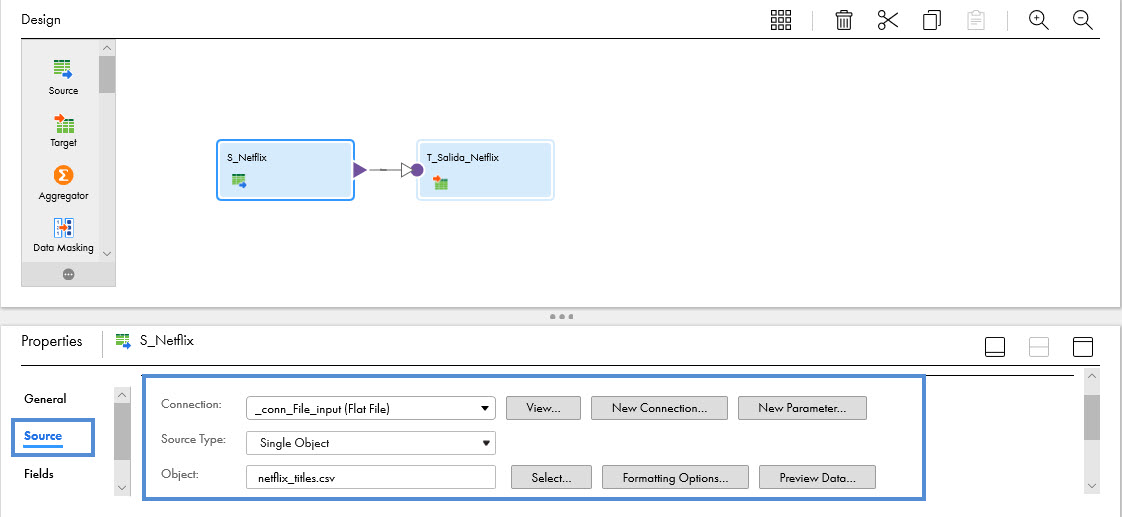 Design
Source
Target
Aggregator
Data Masking
S_Netflix
T_Salida_Netflix
Properties
S_Netflix
General
Source
Fields
Connection:
_conn_File_input (Flat File)
View...
New Connection...
New Parameter...
Source Type:
Single Object
Object:
netflix_titles.csv
Select...
Formatting Options...
Preview Data...